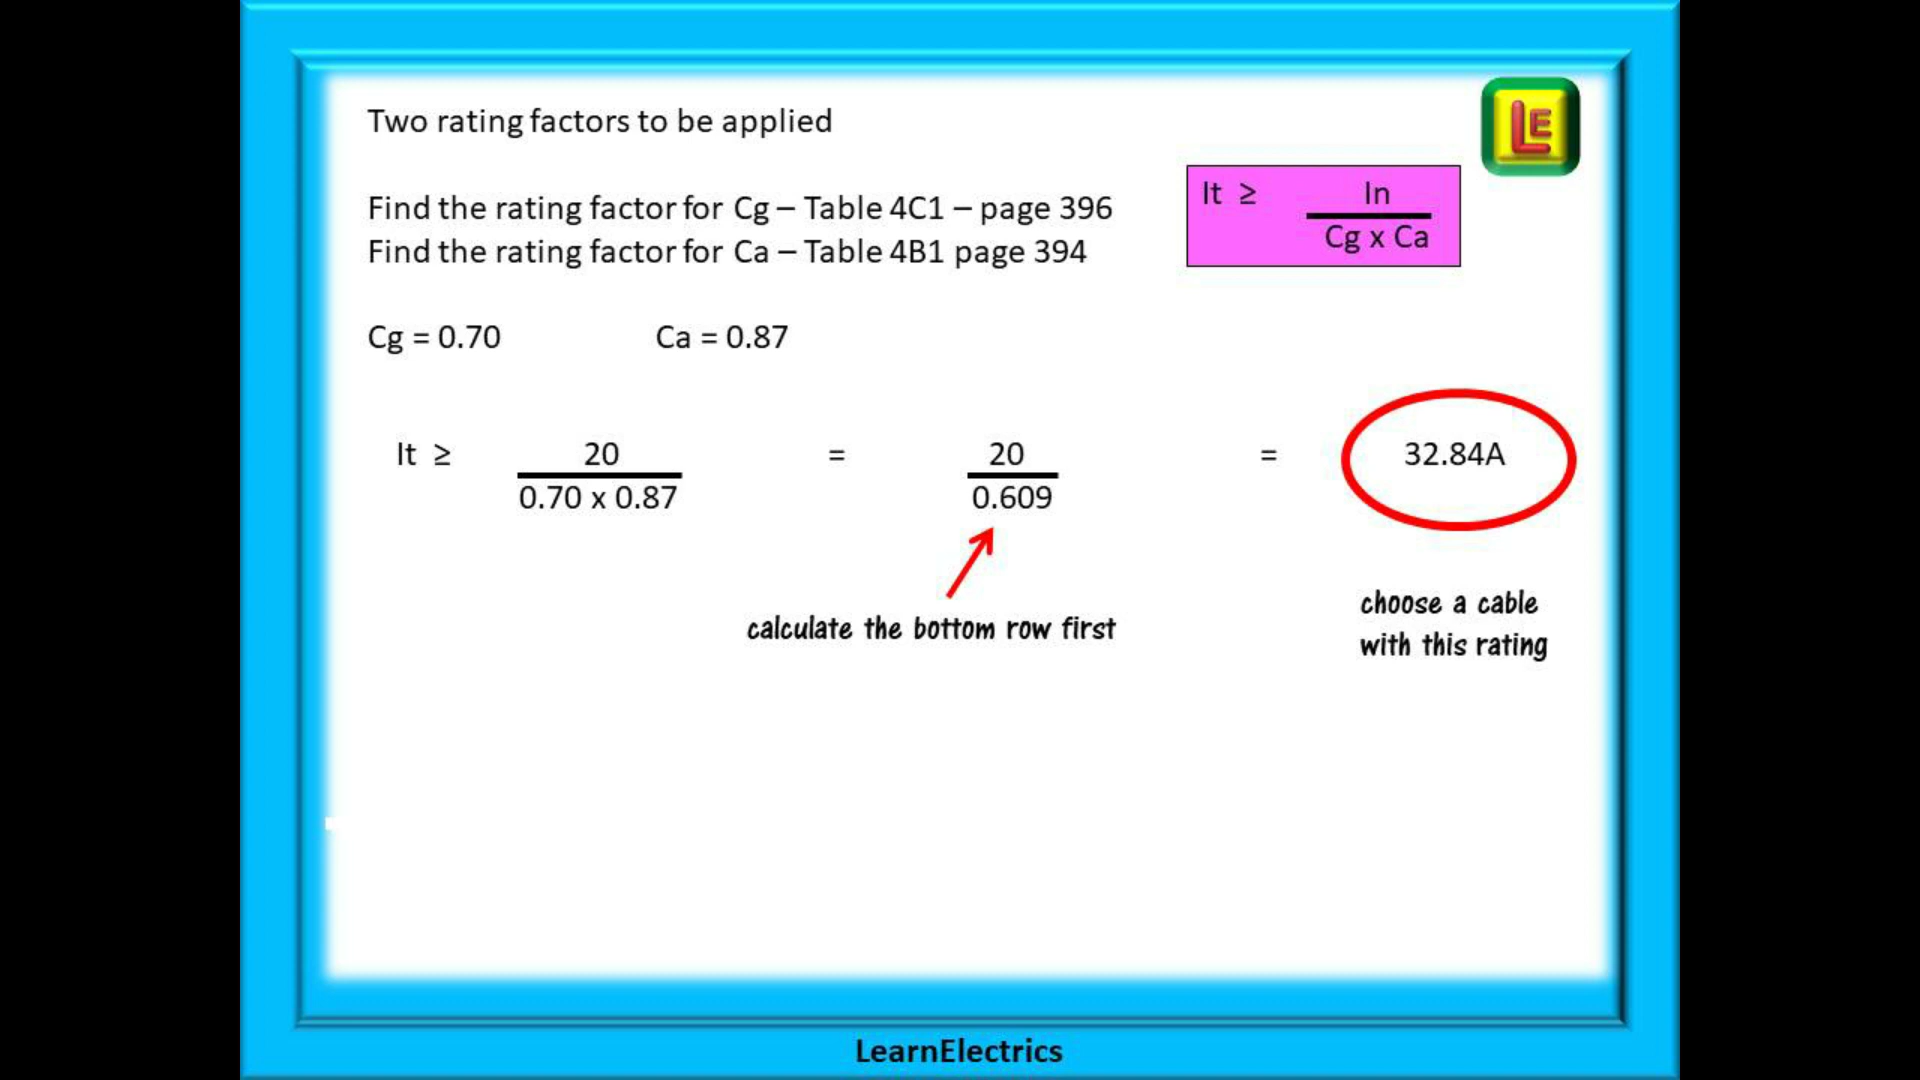 Two rating factors to be applied
LE
Find the rating factor for Cg – Table 4C1 – page 396
Find the rating factor for Ca – Table 4B1 page 394
It ≥ In
Cg x Ca
Cg = 0.70 Ca = 0.87
It ≥ 20 = 20 = 32.84A
0.70 x 0.87 0.609
calculate the bottom row first
choose a cable
with this rating
LearnElectrics